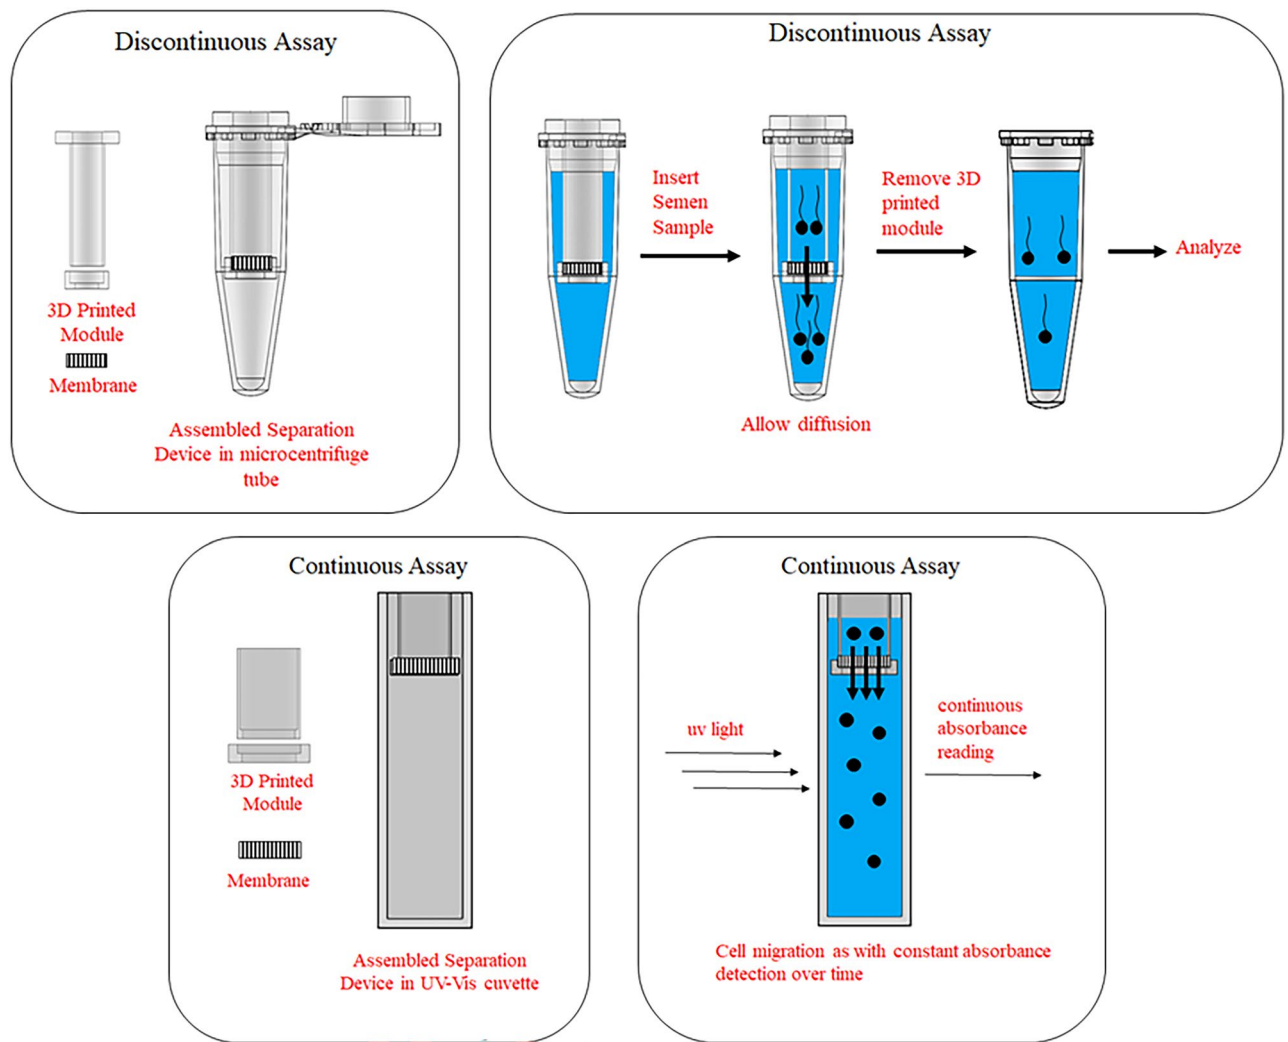 Discontinuous Assay
3D Printed
Module
Membrane
Assembled Separation
Device in microcentrifuge
tube
Discontinuous Assay
Insert
Semen
Sample
Remove 3D
printed
module
Analyze
Allow diffusion
Continuous Assay
3D Printed
Module
Membrane
Assembled Separation
Device in UV-Vis cuvette
Continuous Assay
uv light
continuous
absorbance
reading
Cell migration as with constant absorbance
detection over time